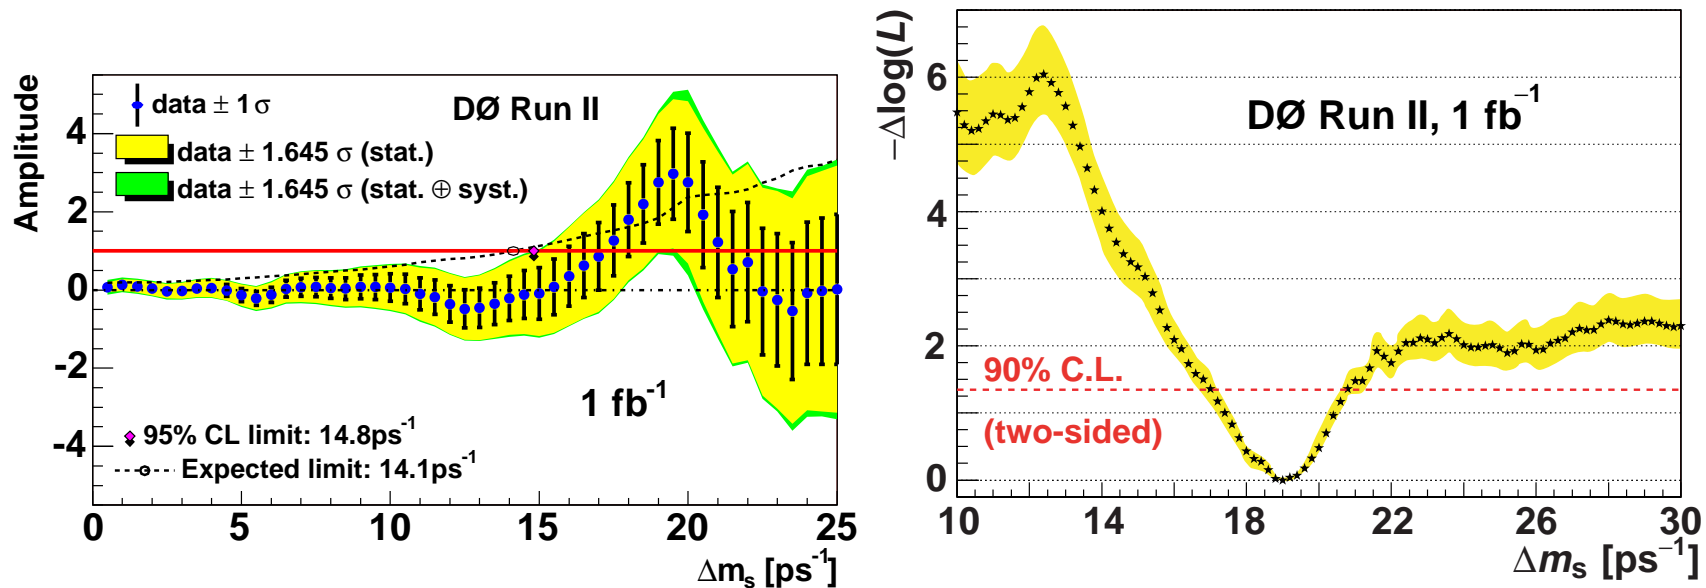 Amplitude
4
2
0
-2
-4
data ± 1 σ
data ± 1.645 σ (stat.)
data ± 1.645 σ (stat. ⊕ syst.)
DØ Run II
1 fb⁻¹
95% CL limit: 14.8ps⁻¹
Expected limit: 14.1ps⁻¹
0 5 10 15 20 25
Δmₛ [ps⁻¹]
−Δlog(L)
6
4
2
0
DØ Run II, 1 fb⁻¹
90% C.L.
(two-sided)
10 14 18 22 26 30
Δmₛ [ps⁻¹]